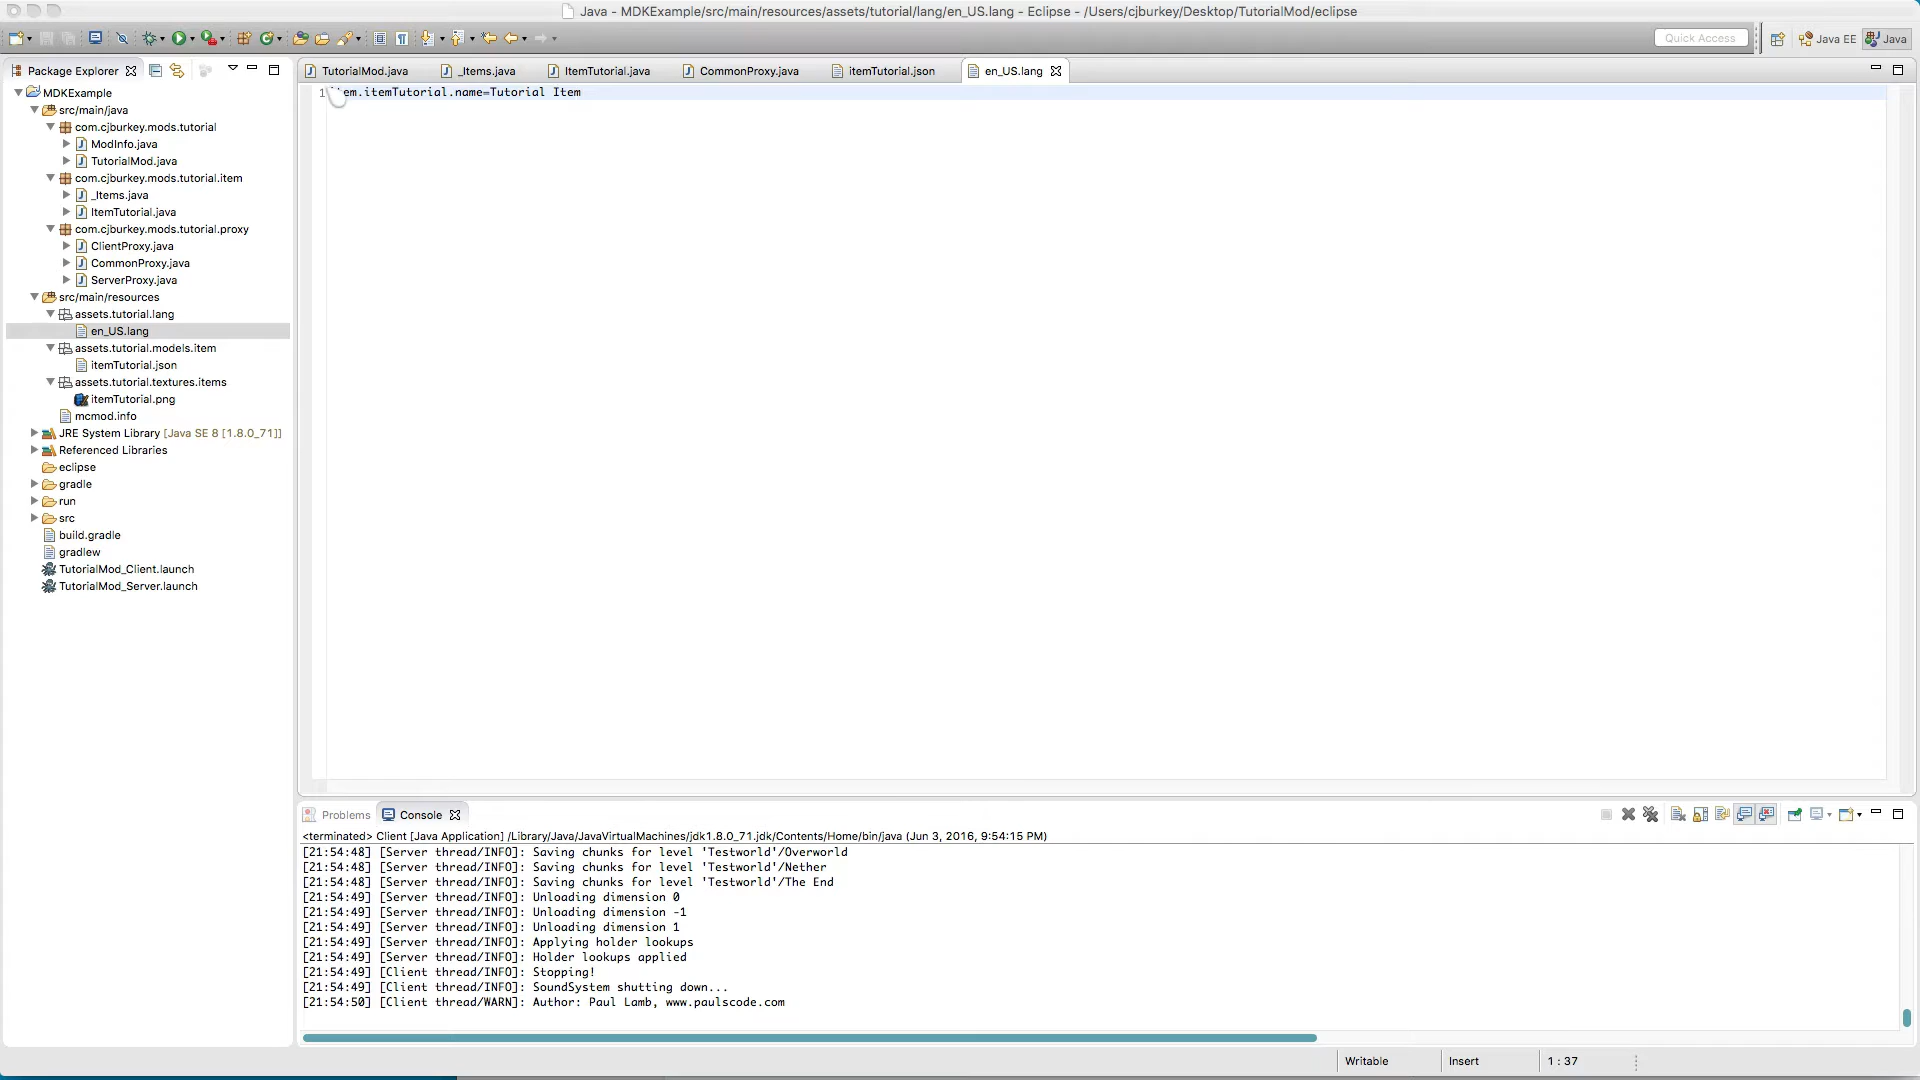 Java - MDKExample/src/main/resources/assets/tutorial/lang/en_US.lang - Eclipse - /Users/cjburkey/Desktop/TutorialMod/eclipse
Quick Access
Java EE
Java
Package Explorer
TutorialMod.java
_Items.java
ItemTutorial.java
CommonProxy.java
itemTutorial.json
en_US.lang
MDKExample
src/main/java
com.cjburkey.mods.tutorial
ModInfo.java
TutorialMod.java
com.cjburkey.mods.tutorial.item
_Items.java
ItemTutorial.java
com.cjburkey.mods.tutorial.proxy
ClientProxy.java
CommonProxy.java
ServerProxy.java
src/main/resources
assets.tutorial.lang
en_US.lang
assets.tutorial.models.item
itemTutorial.json
assets.tutorial.textures.items
itemTutorial.png
mcmod.info
JRE System Library [Java SE 8 [1.8.0_71]]
Referenced Libraries
eclipse
gradle
run
src
build.gradle
gradlew
TutorialMod_Client.launch
TutorialMod_Server.launch
1 item.itemTutorial.name=Tutorial Item
Problems
Console
<terminated> Client [Java Application] /Library/Java/JavaVirtualMachines/jdk1.8.0_71.jdk/Contents/Home/bin/java (Jun 3, 2016, 9:54:15 PM)
[21:54:48] [Server thread/INFO]: Saving chunks for level 'Testworld'/Overworld
[21:54:48] [Server thread/INFO]: Saving chunks for level 'Testworld'/Nether
[21:54:48] [Server thread/INFO]: Saving chunks for level 'Testworld'/The End
[21:54:49] [Server thread/INFO]: Unloading dimension 0
[21:54:49] [Server thread/INFO]: Unloading dimension -1
[21:54:49] [Server thread/INFO]: Unloading dimension 1
[21:54:49] [Server thread/INFO]: Applying holder lookups
[21:54:49] [Server thread/INFO]: Holder lookups applied
[21:54:49] [Client thread/INFO]: Stopping!
[21:54:49] [Client thread/INFO]: SoundSystem shutting down...
[21:54:50] [Client thread/WARN]: Author: Paul Lamb, www.paulscode.com
Writable
Insert
1 : 37